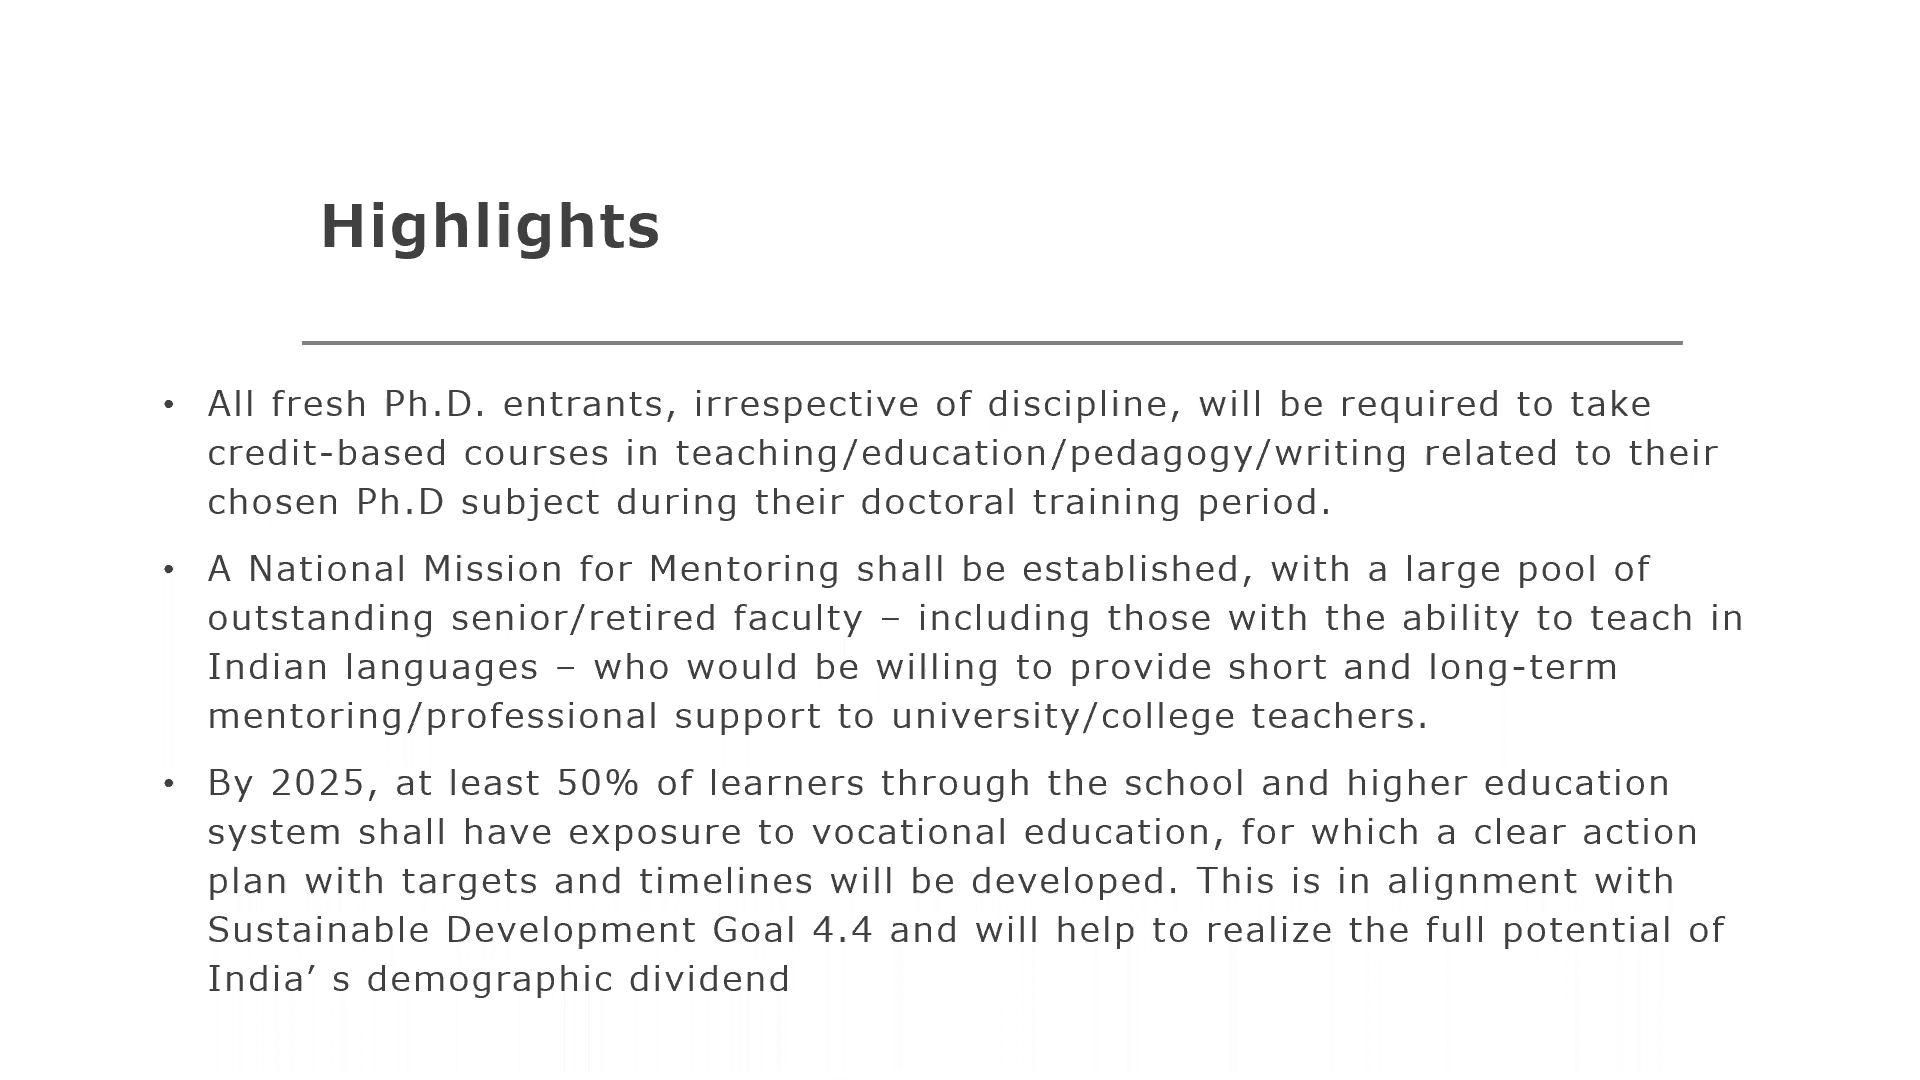 Highlights
• All fresh Ph.D. entrants, irrespective of discipline, will be required to take
credit-based courses in teaching/education/pedagogy/writing related to their
chosen Ph.D subject during their doctoral training period.
• A National Mission for Mentoring shall be established, with a large pool of
outstanding senior/retired faculty – including those with the ability to teach in
Indian languages – who would be willing to provide short and long-term
mentoring/professional support to university/college teachers.
• By 2025, at least 50% of learners through the school and higher education
system shall have exposure to vocational education, for which a clear action
plan with targets and timelines will be developed. This is in alignment with
Sustainable Development Goal 4.4 and will help to realize the full potential of
India’ s demographic dividend